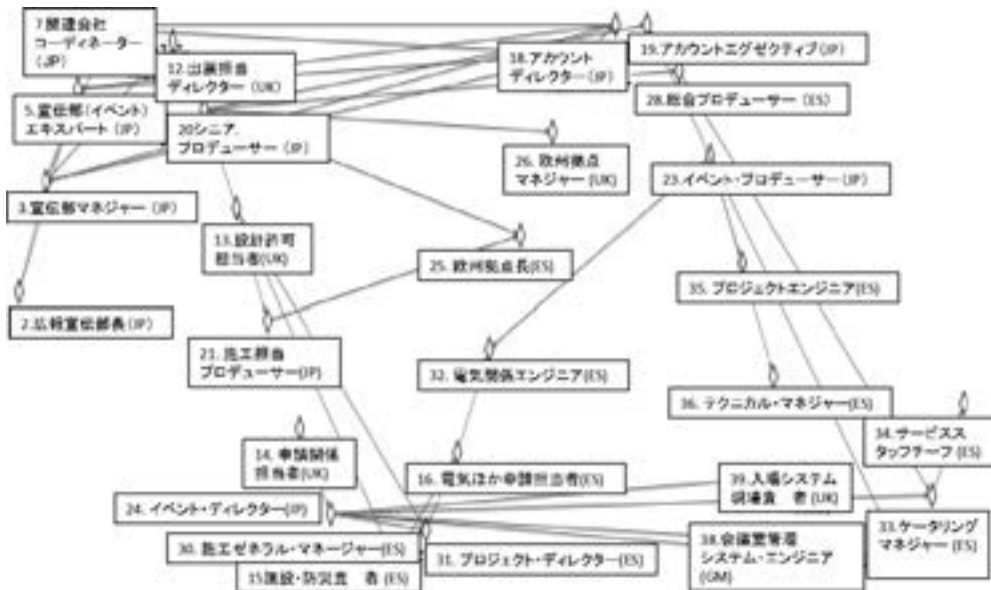 7.関連会社
コーディネーター
(JP)
12.出展担当
ディレクター (UK)
18.アカウント
ディレクター (JP)
19.アカウントエグゼクティブ(JP)
28.総合プロデューサー (ES)
5.宣伝部(イベント)
エキスパート (JP)
20シニア.
プロデューサー (JP)
26. 欧州拠点
マネジャー (UK)
23.イベント・プロデューサー(JP)
3.宣伝部マネジャー (JP)
13.設計許可
担当者(UK)
25. 欧州拠点長(ES)
35. プロジェクトエンジニア(ES)
2.広報宣伝部長(JP)
21. 施工担当
プロデューサー(JP)
32. 電気関係エンジニア(ES)
36. テクニカル・マネジャー(ES)
34.サービスス
タッフチーフ (ES)
14. 申請関係
担当者(UK)
16. 電気ほか申請担当者(ES)
39.入場システム
現場責 者 (UK)
24. イベント・ディレクター(JP)
33.ケータリング
マネジャー (ES)
30. 施工ゼネラル・マネージャー(ES)
31. プロジェクト・ディレクター(ES)
38.会議室管理
システム・エンジニア
(GM)
15施設・防災責 者 (ES)